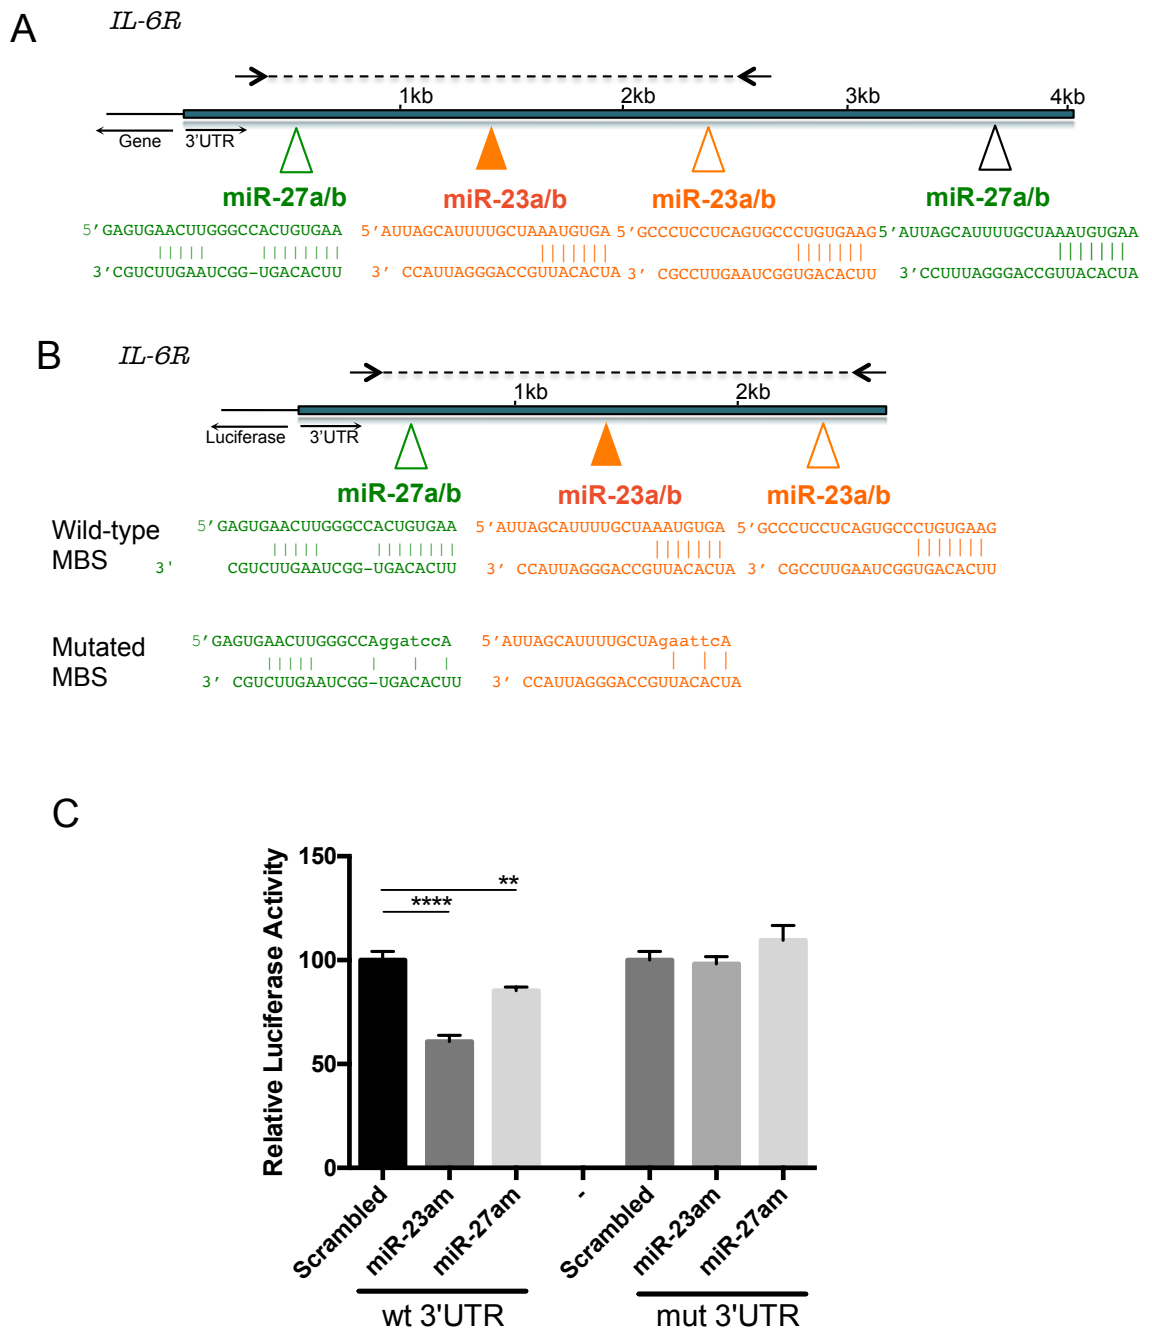 A
IL-6R
1kb 2kb 3kb 4kb
Gene 3'UTR
miR-27a/b miR-23a/b miR-23a/b miR-27a/b
5'GAGUGAACUUGGGCCACUGUGAA 5'AUUAGCAUUUUGCUAAAUGUGA 5'GCCCUCCUCAGUGCCCUGUGAAG 5'AUUAGCAUUUUGCUAAAUGUGAA
3'CGUCUUGAAUCGG-UGACACUU 3' CCAUUAGGGACCGUUACACUA 3' CGCCUUGAAUCGGUGACACUU 3'CCUUUAGGGACCGUUACACUA
B
IL-6R
1kb 2kb
Luciferase 3'UTR
miR-27a/b miR-23a/b miR-23a/b
Wild-type MBS
5'GAGUGAACUUGGGCCACUGUGAA 5'AUUAGCAUUUUGCUAAAUGUGA 5'GCCCUCCUCAGUGCCCUGUGAAG
3' CGUCUUGAAUCGG-UGACACUU 3' CCAUUAGGGACCGUUACACUA 3' CGCCUUGAAUCGGUGACACUU
Mutated MBS
5'GAGUGAACUUGGGCCAggatccA 5'AUUAGCAUUUUGCUAgaattcA
3' CGUCUUGAAUCGG-UGACACUU 3' CCAUUAGGGACCGUUACACUA
C
Relative Luciferase Activity
150
100
50
0
**
****
Scrambled miR-23am miR-27am - Scrambled miR-23am miR-27am
wt 3'UTR mut 3'UTR